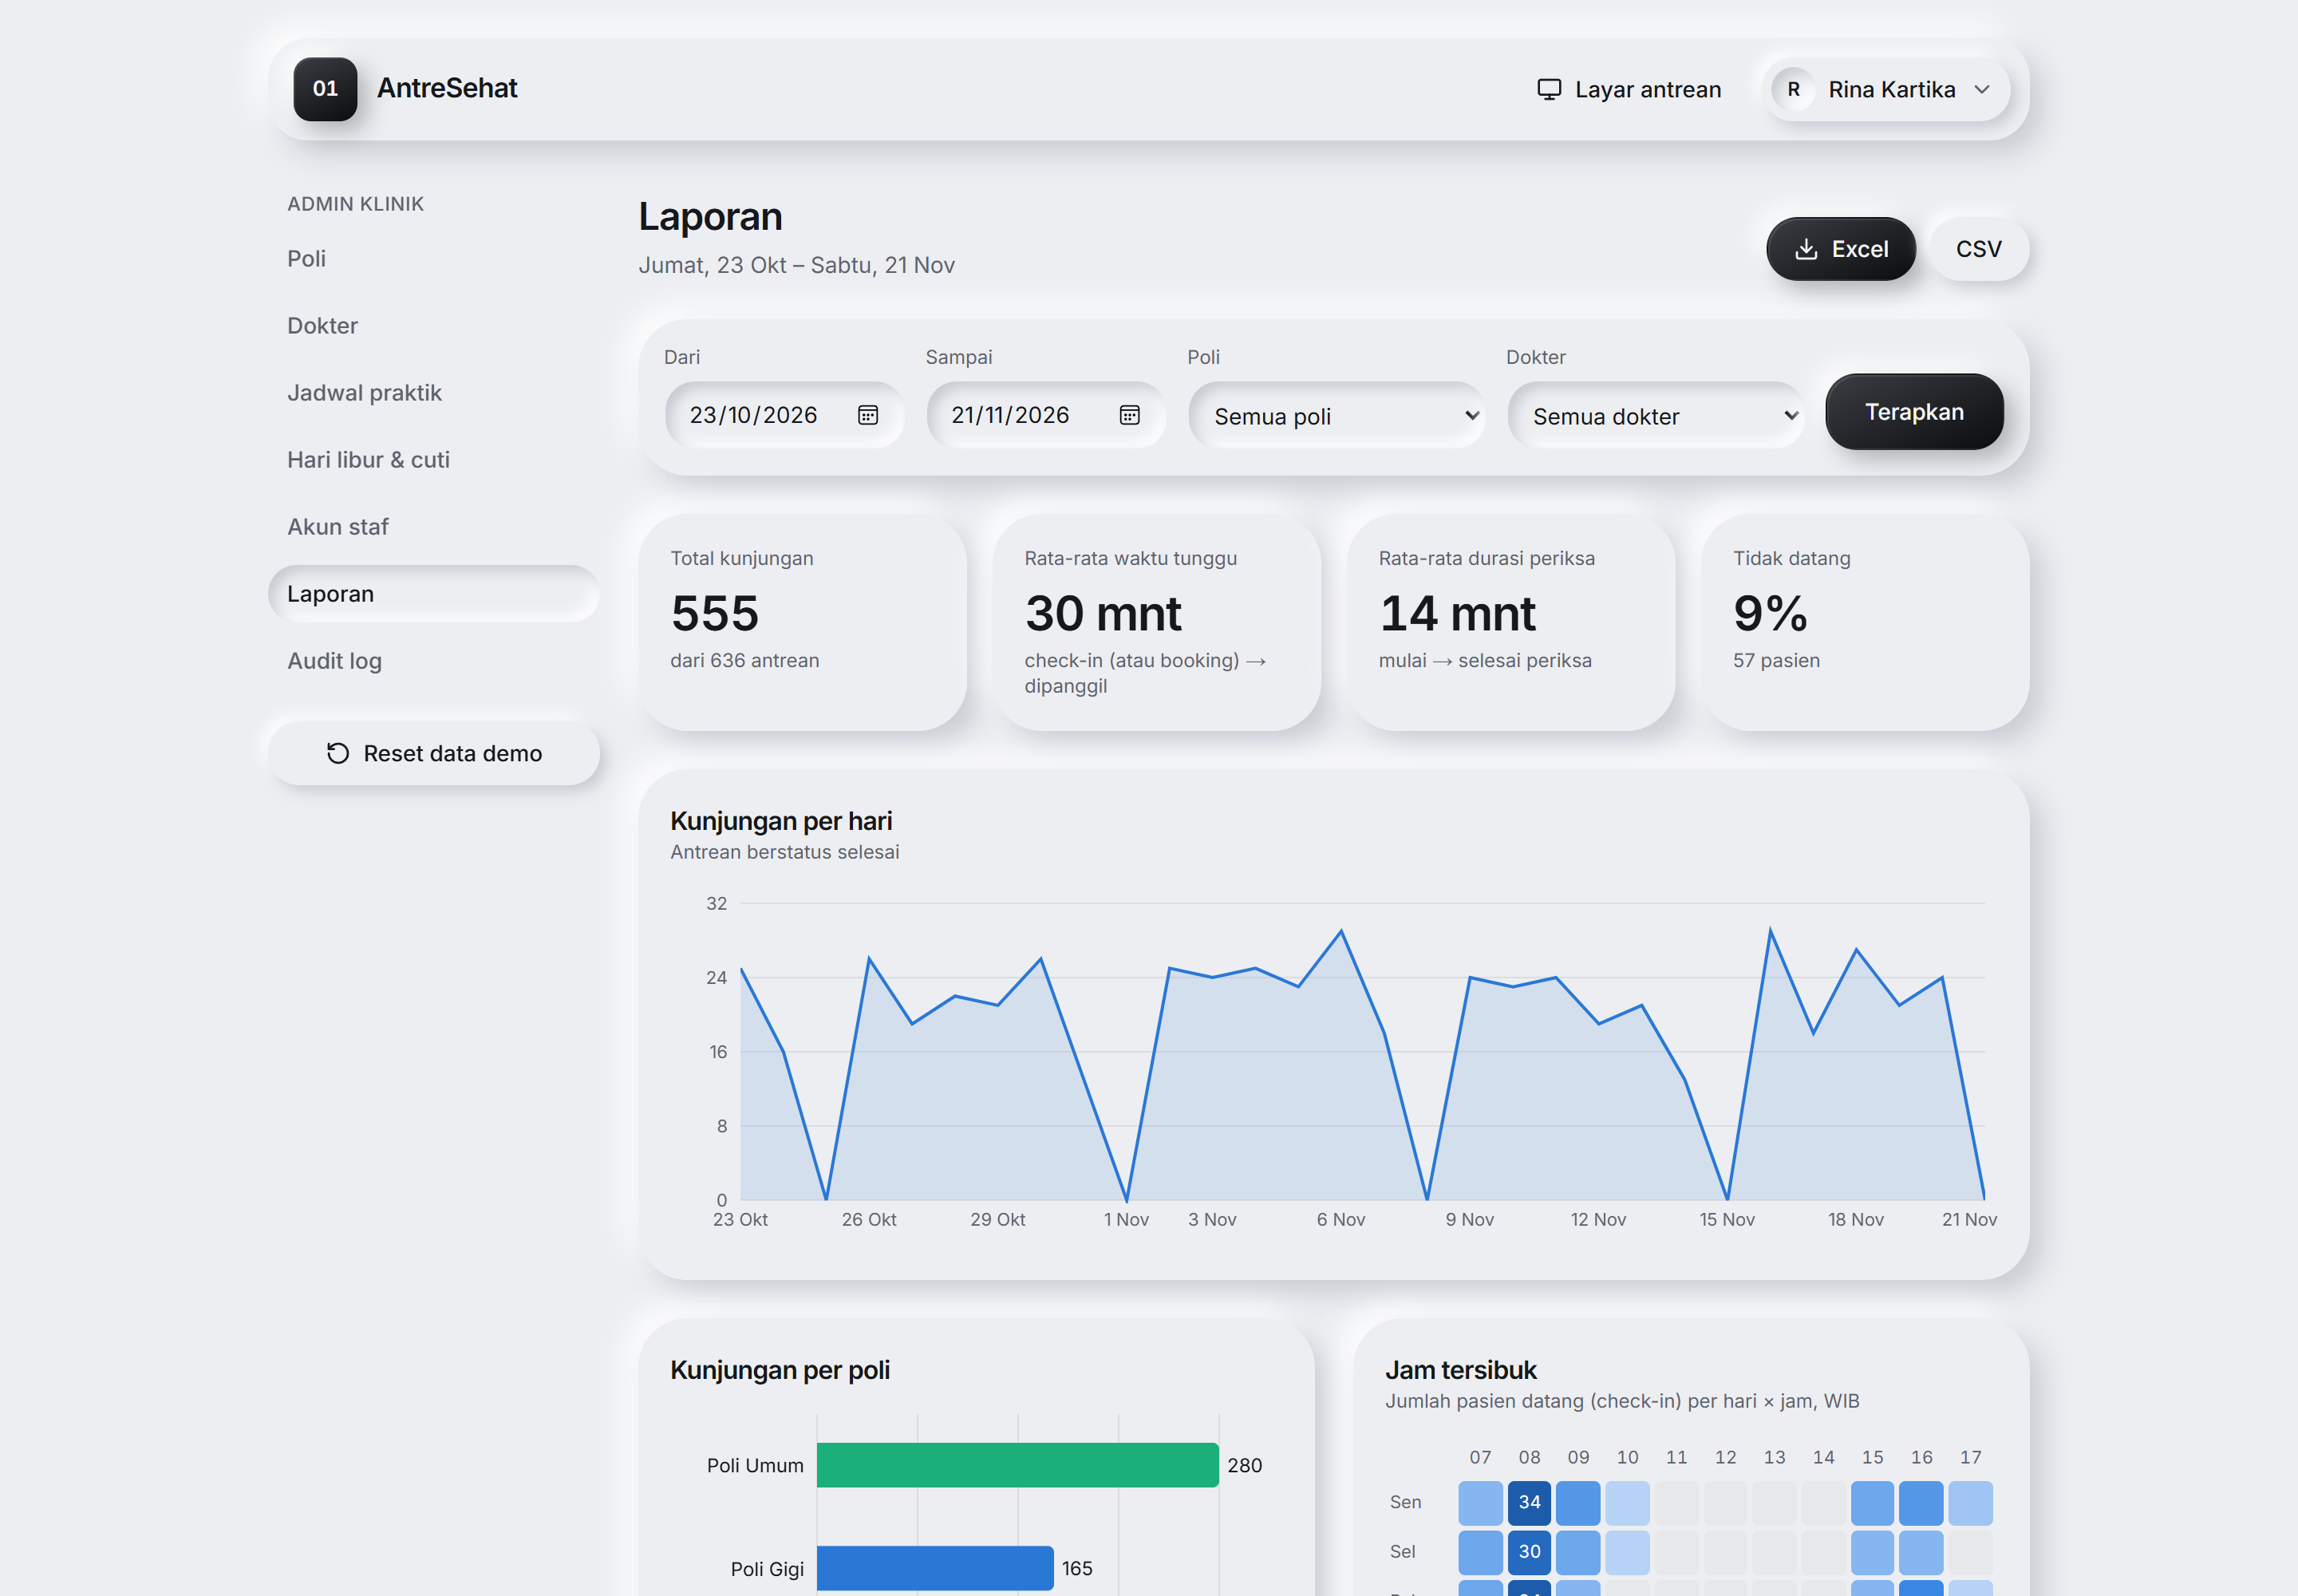 01
AntreSehat
Layar antrean
R
Rina Kartika
ADMIN KLINIK
Poli
Dokter
Jadwal praktik
Hari libur & cuti
Akun staf
Laporan
Audit log
Reset data demo
Laporan
Jumat, 23 Okt – Sabtu, 21 Nov
Excel
CSV
Dari
Sampai
Poli
Dokter
23/10/2026
21/11/2026
Semua poli
Semua dokter
Terapkan
Total kunjungan
555
dari 636 antrean
Rata-rata waktu tunggu
30 mnt
check-in (atau booking) →
dipanggil
Rata-rata durasi periksa
14 mnt
mulai → selesai periksa
Tidak datang
9%
57 pasien
Kunjungan per hari
Antrean berstatus selesai
32
24
16
8
0
23 Okt 26 Okt 29 Okt 1 Nov 3 Nov 6 Nov 9 Nov 12 Nov 15 Nov 18 Nov 21 Nov
Kunjungan per poli
Poli Umum 280
Poli Gigi 165
Jam tersibuk
Jumlah pasien datang (check-in) per hari × jam, WIB
07 08 09 10 11 12 13 14 15 16 17
Sen 34
Sel 30